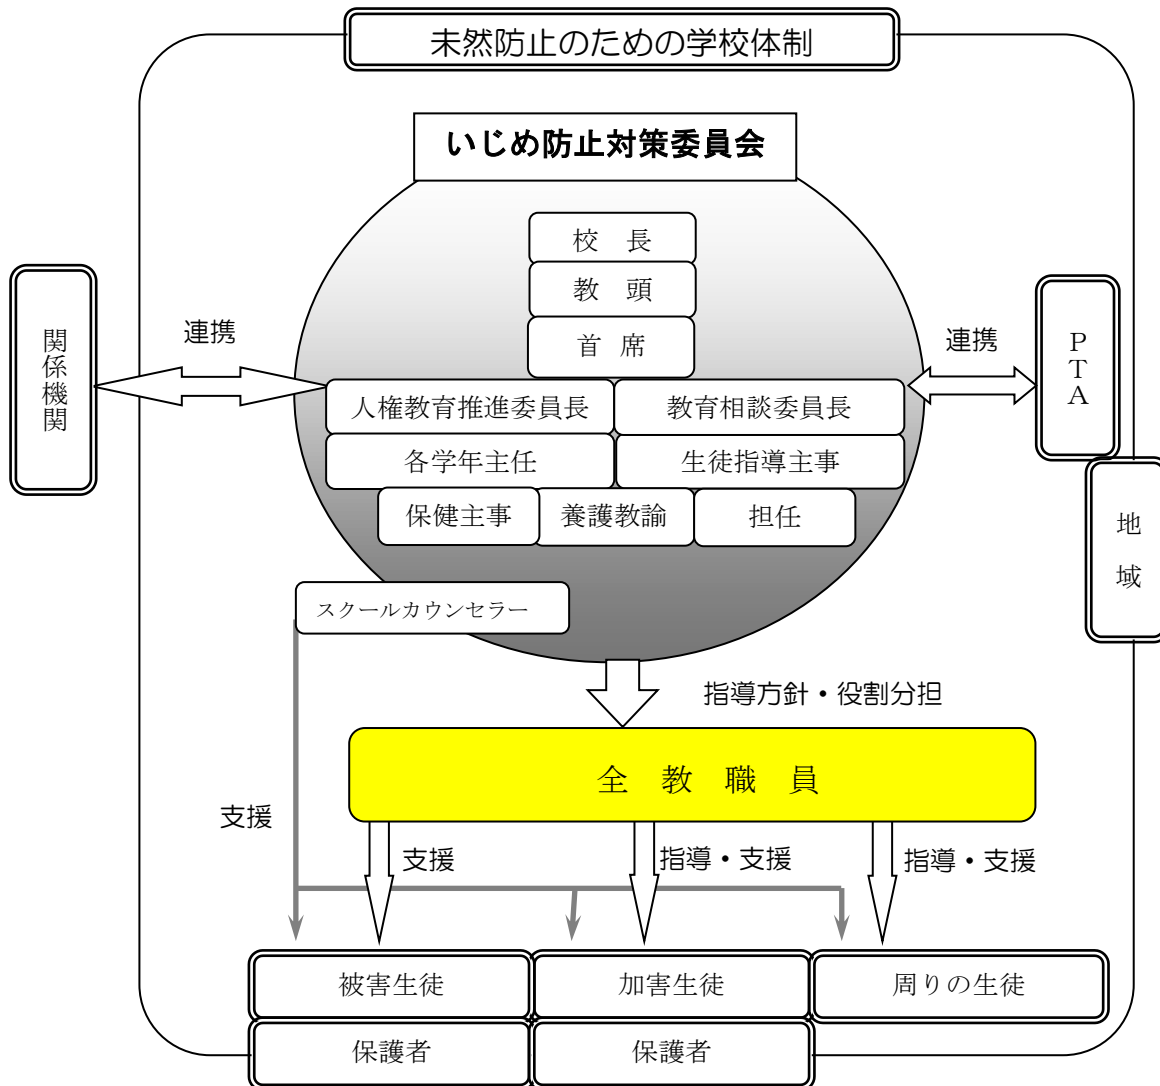 未然防止のための学校体制
いじめ防止対策委員会
校　長
教　頭
首　席
人権教育推進委員長
教育相談委員長
各学年主任
生徒指導主事
保健主事
養護教諭
担任
スクールカウンセラー
関係機関
連携
連携
PTA
地域
指導方針・役割分担
全　教　職　員
支援
支援
指導・支援
指導・支援
被害生徒
加害生徒
周りの生徒
保護者
保護者